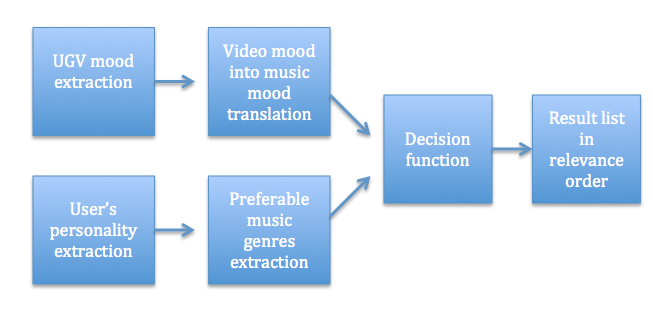 UGV mood
extraction
Video mood
into music
mood
translation
User's
personality
extraction
Preferable
music
genres
extraction
Decision
function
Result list
in
relevance
order